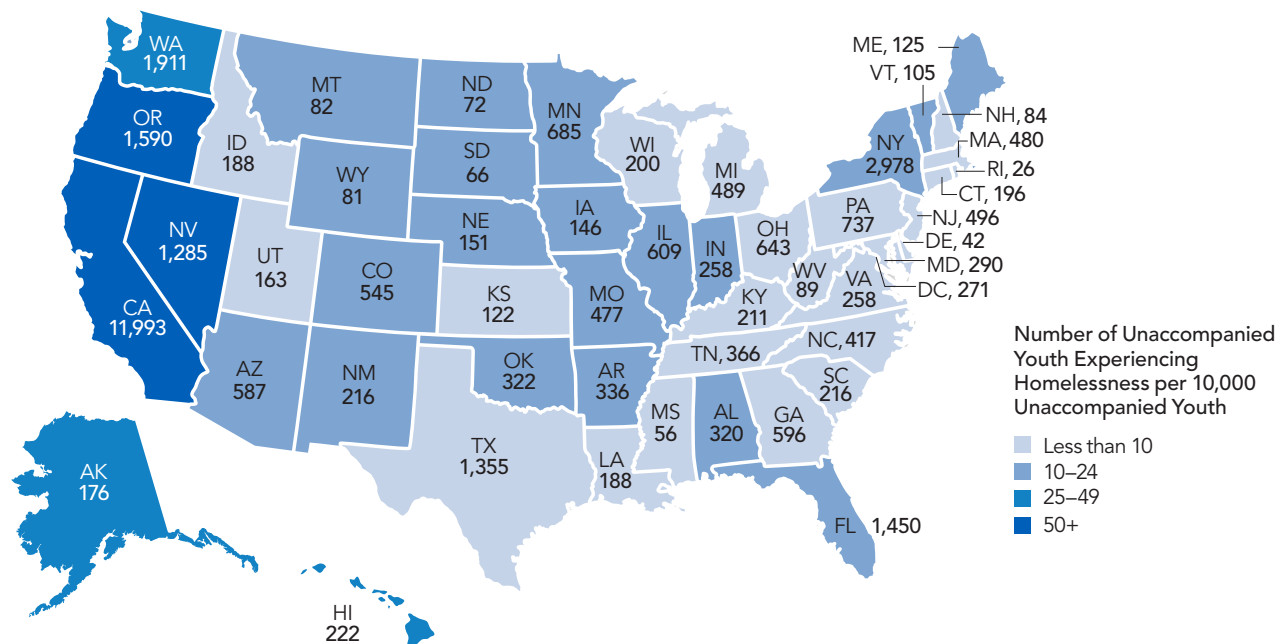 WA
1,911
OR
1,590
CA
11,993
NV
1,285
ID
188
MT
82
WY
81
UT
163
CO
545
AZ
587
NM
216
ND
72
SD
66
NE
151
KS
122
OK
322
TX
1,355
MN
685
IA
146
MO
477
AR
336
LA
188
WI
200
IL
609
MI
489
IN
258
OH
643
KY
211
TN, 366
MS
56
AL
320
GA
596
FL 1,450
SC
216
NC, 417
VA
258
WV
89
PA
737
NY
2,978
ME, 125
VT, 105
NH, 84
MA, 480
RI, 26
CT, 196
NJ, 496
DE, 42
MD, 290
DC, 271
AK
176
HI
222
Number of Unaccompanied
Youth Experiencing
Homelessness per 10,000
Unaccompanied Youth
Less than 10
10–24
25–49
50+